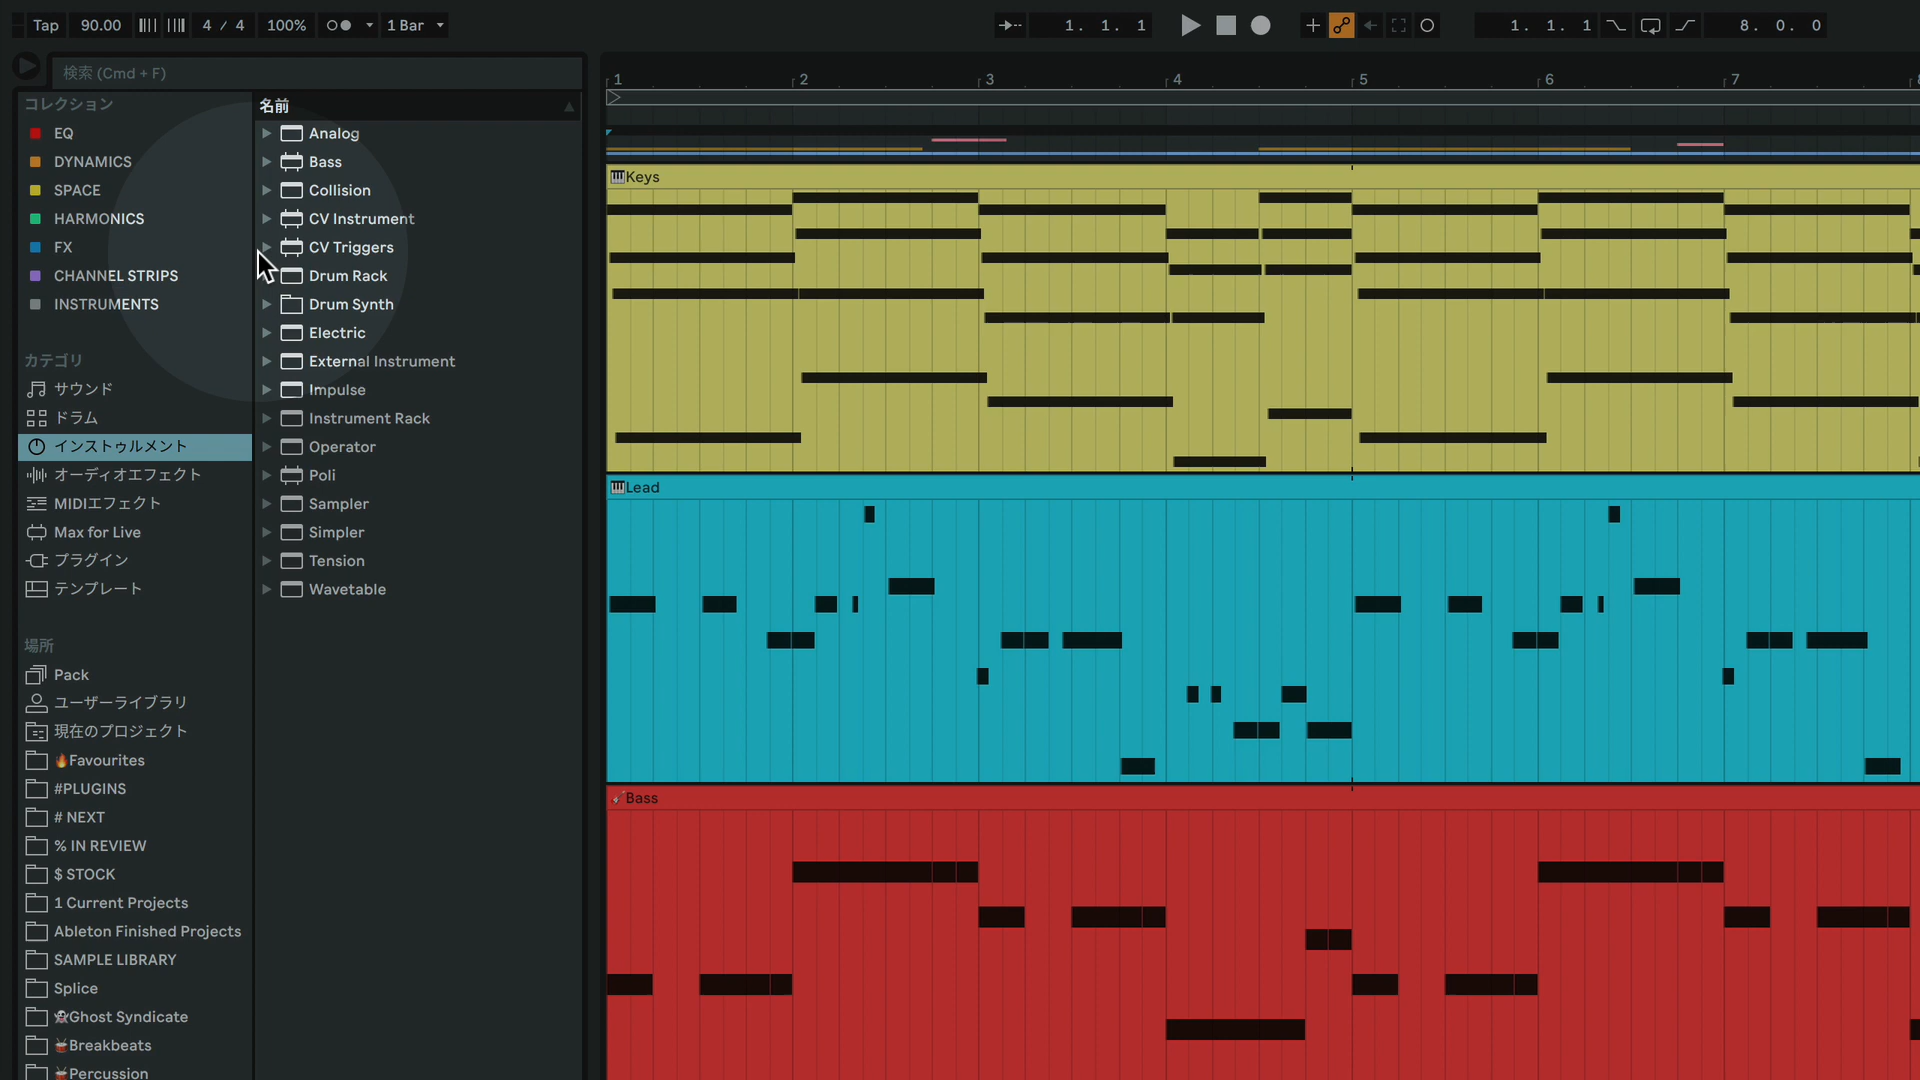 Tap 90.00 4 / 4 100% 1 Bar 1. 1. 1 1. 1. 1 8. 0. 0
検索 (Cmd + F)
コレクション
EQ
DYNAMICS
SPACE
HARMONICS
FX
CHANNEL STRIPS
INSTRUMENTS
カテゴリ
サウンド
ドラム
インストゥルメント
オーディオエフェクト
MIDIエフェクト
Max for Live
プラグイン
テンプレート
場所
Pack
ユーザーライブラリ
現在のプロジェクト
🔥Favourites
#PLUGINS
# NEXT
% IN REVIEW
$ STOCK
1 Current Projects
Ableton Finished Projects
SAMPLE LIBRARY
Splice
👻Ghost Syndicate
🥁Breakbeats
🥁Percussion
名前
Analog
Bass
Collision
CV Instrument
CV Triggers
Drum Rack
Drum Synth
Electric
External Instrument
Impulse
Instrument Rack
Operator
Poli
Sampler
Simpler
Tension
Wavetable
1 2 3 4 5 6 7
Keys
Lead
Bass